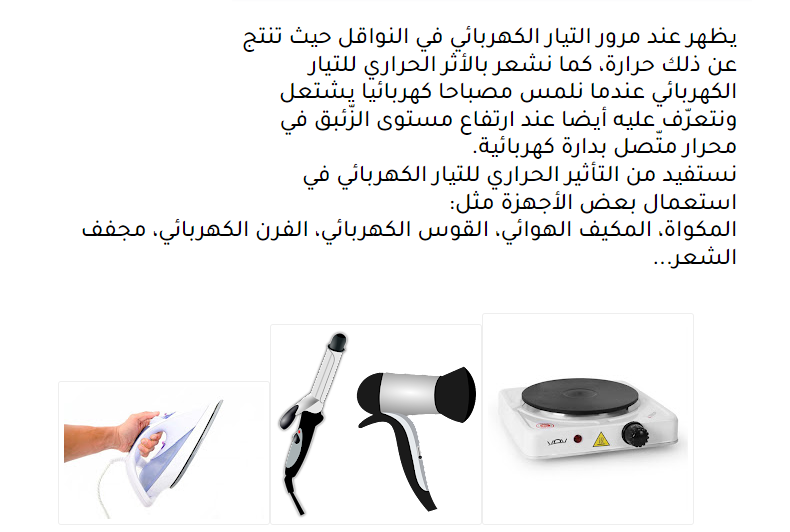 يظهر عند مرور التيار الكهربائي في النواقل حيث تنتج
عن ذلك حرارة، كما نشعر بالأثر الحراري للتيار
الكهربائي عندما نلمس مصباحا كهربائيا يشتعل
ونتعرّف عليه أيضا عند ارتفاع مستوى الزّئبق في
محرار متّصل بدارة كهربائية.
نستفيد من التأثير الحراري للتيار الكهربائي في
استعمال بعض الأجهزة مثل:
المكواة، المكيف الهوائي، القوس الكهربائي، الفرن الكهربائي، مجفف
الشعر...